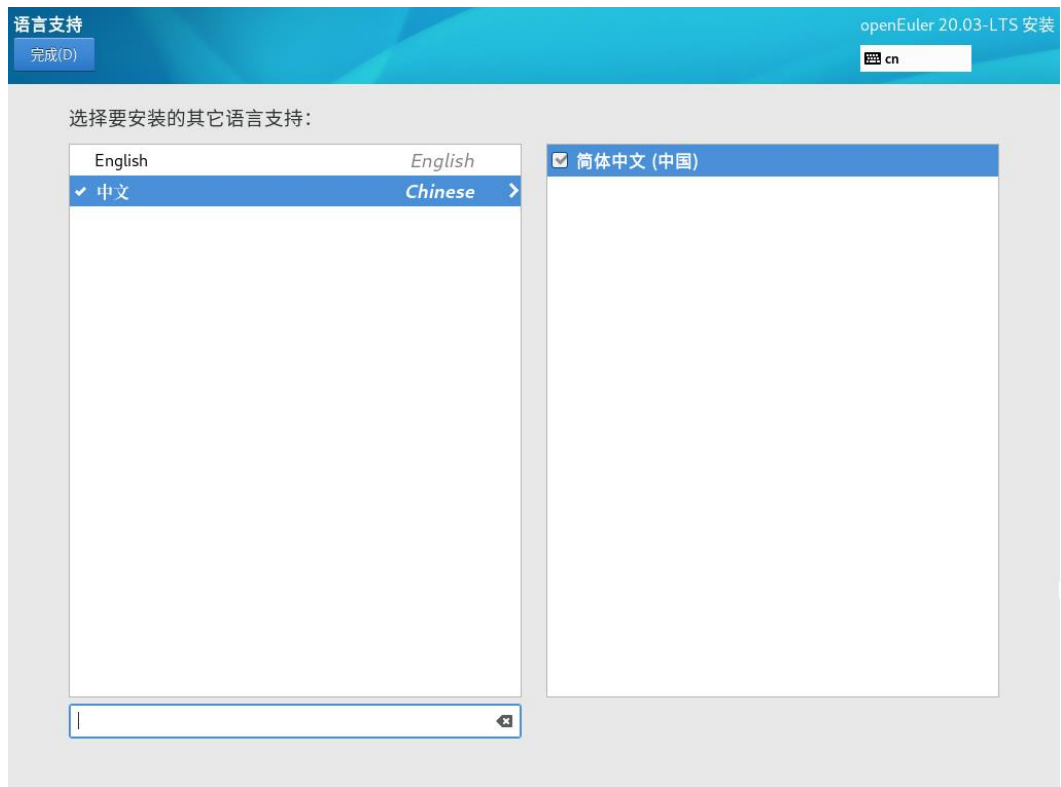 语言支持
openEuler 20.03-LTS 安装
完成(D)
cn
选择要安装的其它语言支持：
English English
中文 Chinese
简体中文 (中国)